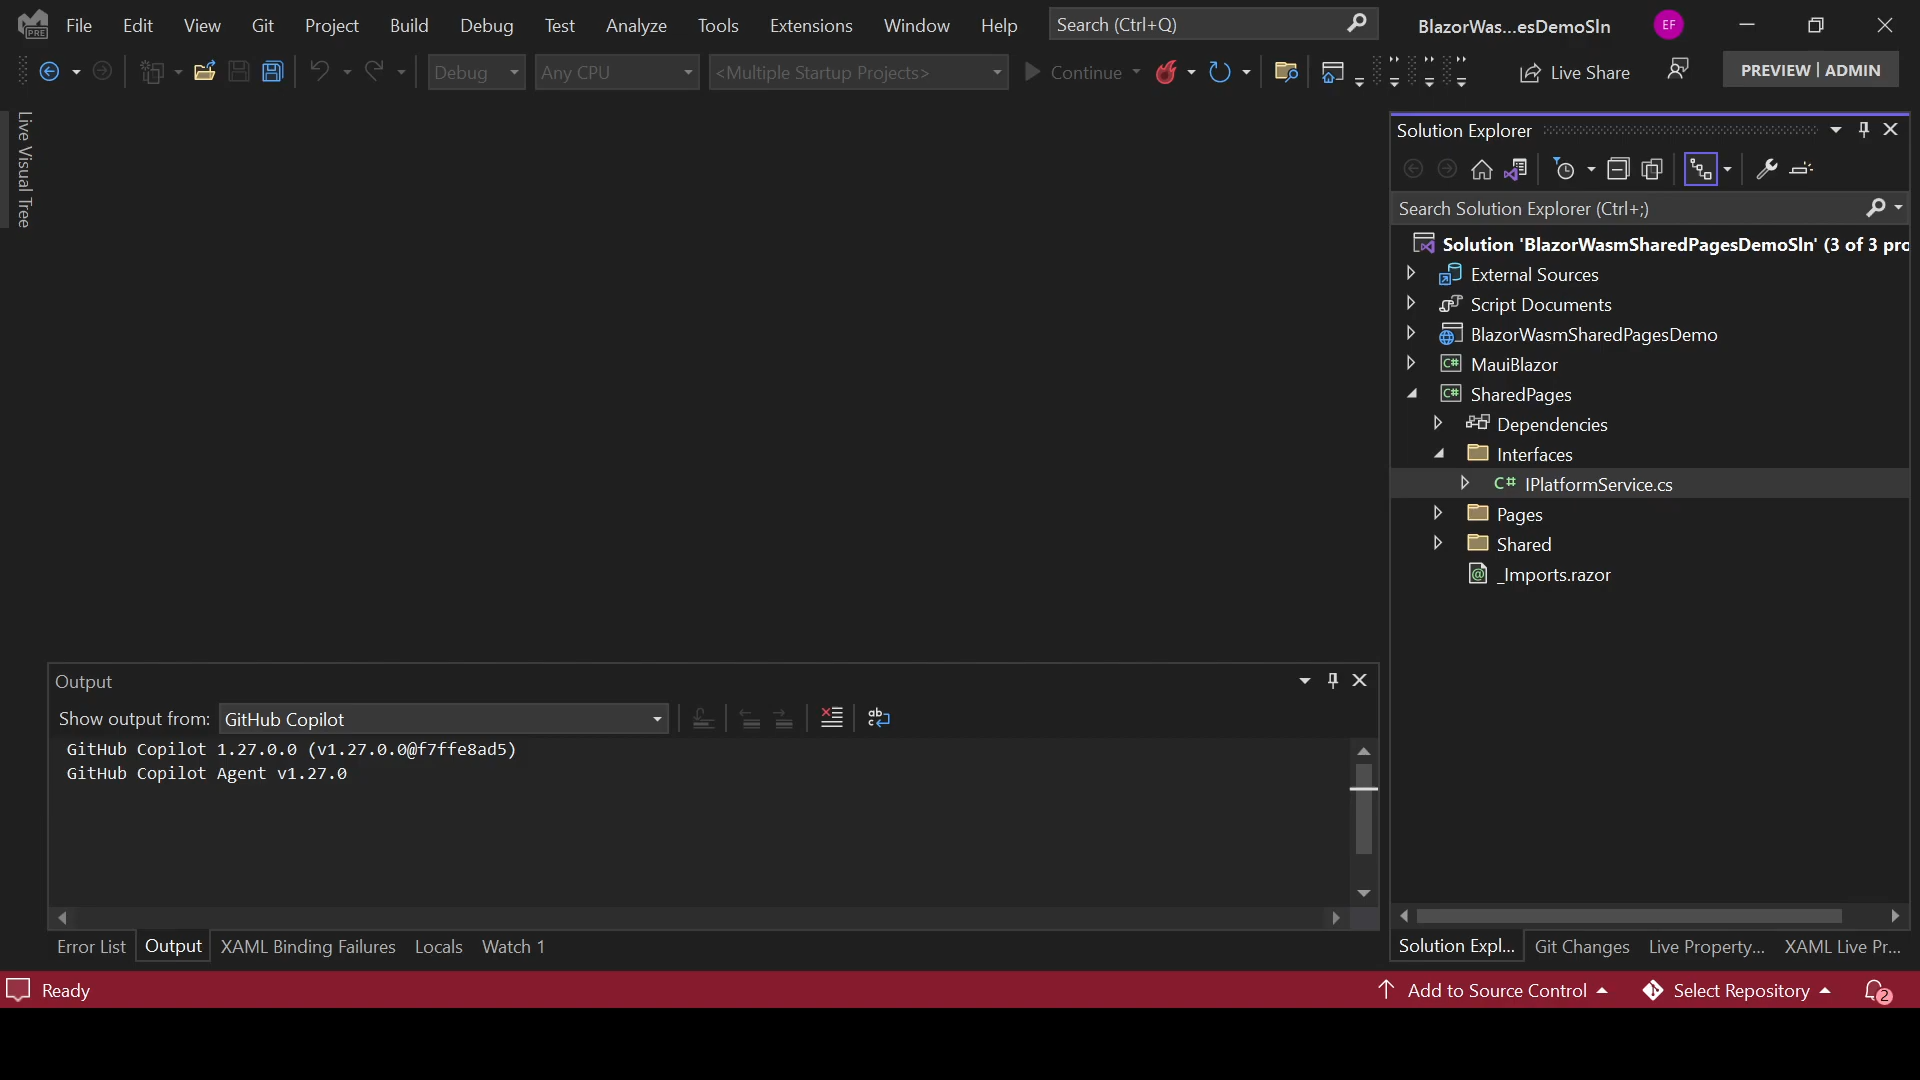 File Edit View Git Project Build Debug Test Analyze Tools Extensions Window Help Search (Ctrl+Q) BlazorWas...esDemoSln EF
PRE
Debug Any CPU <Multiple Startup Projects> Continue Live Share PREVIEW | ADMIN
Live Visual Tree
Solution Explorer
Search Solution Explorer (Ctrl+;)
Solution 'BlazorWasmSharedPagesDemoSln' (3 of 3 pro
External Sources
Script Documents
BlazorWasmSharedPagesDemo
C# MauiBlazor
C# SharedPages
Dependencies
Interfaces
C# IPlatformService.cs
Pages
Shared
@ _Imports.razor
Output
Show output from: GitHub Copilot
GitHub Copilot 1.27.0.0 (v1.27.0.0@f7ffe8ad5)
GitHub Copilot Agent v1.27.0
Error List Output XAML Binding Failures Locals Watch 1
Solution Expl... Git Changes Live Property... XAML Live Pr...
Ready Add to Source Control Select Repository 2